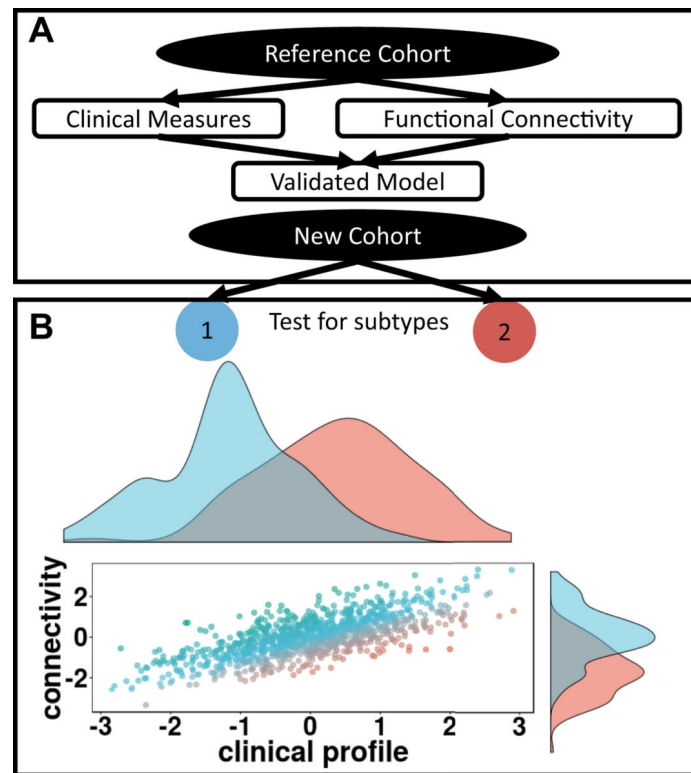 A
Reference Cohort
Clinical Measures
Functional Connectivity
Validated Model
New Cohort
B
1
Test for subtypes
2
connectivity
2
0
-2
-3 -2 -1 0 1 2 3
clinical profile